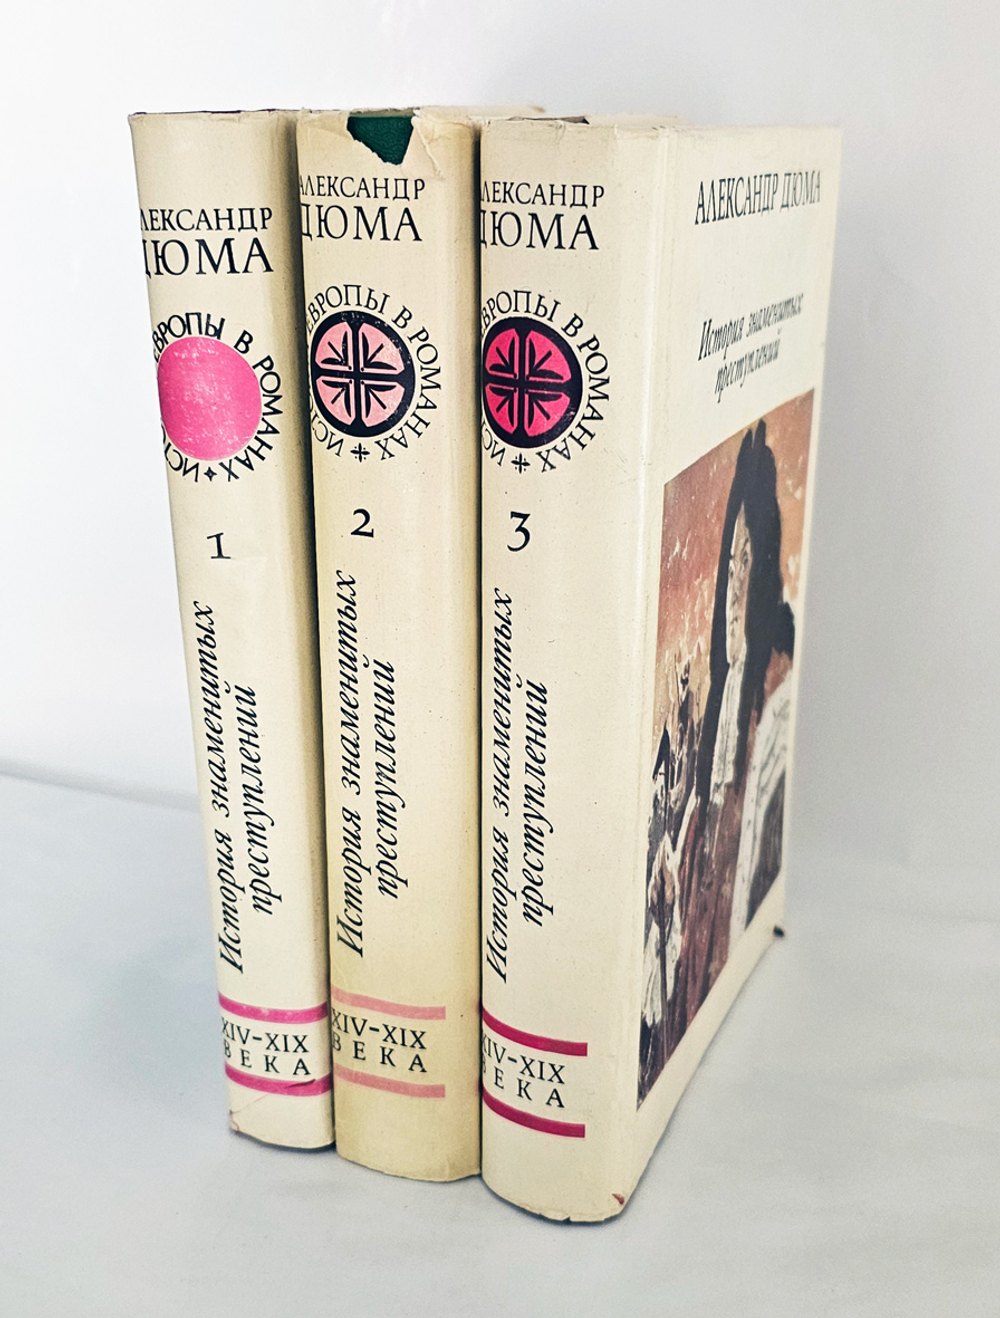 АЛЕКСАНДР
ДЮМА
ЕВРОПЫ В РОМАНАХ
1
История знаменитых
преступлений
XIV–XIX
ВЕКА
АЛЕКСАНДР
ДЮМА
ЕВРОПЫ В РОМАНАХ
2
История знаменитых
преступлений
XIV–XIX
ВЕКА
АЛЕКСАНДР
ДЮМА
ЕВРОПЫ В РОМАНАХ
3
История знаменитых
преступлений
XIV–XIX
ВЕКА
АЛЕКСАНДР ДЮМА
История знаменитых
преступлений